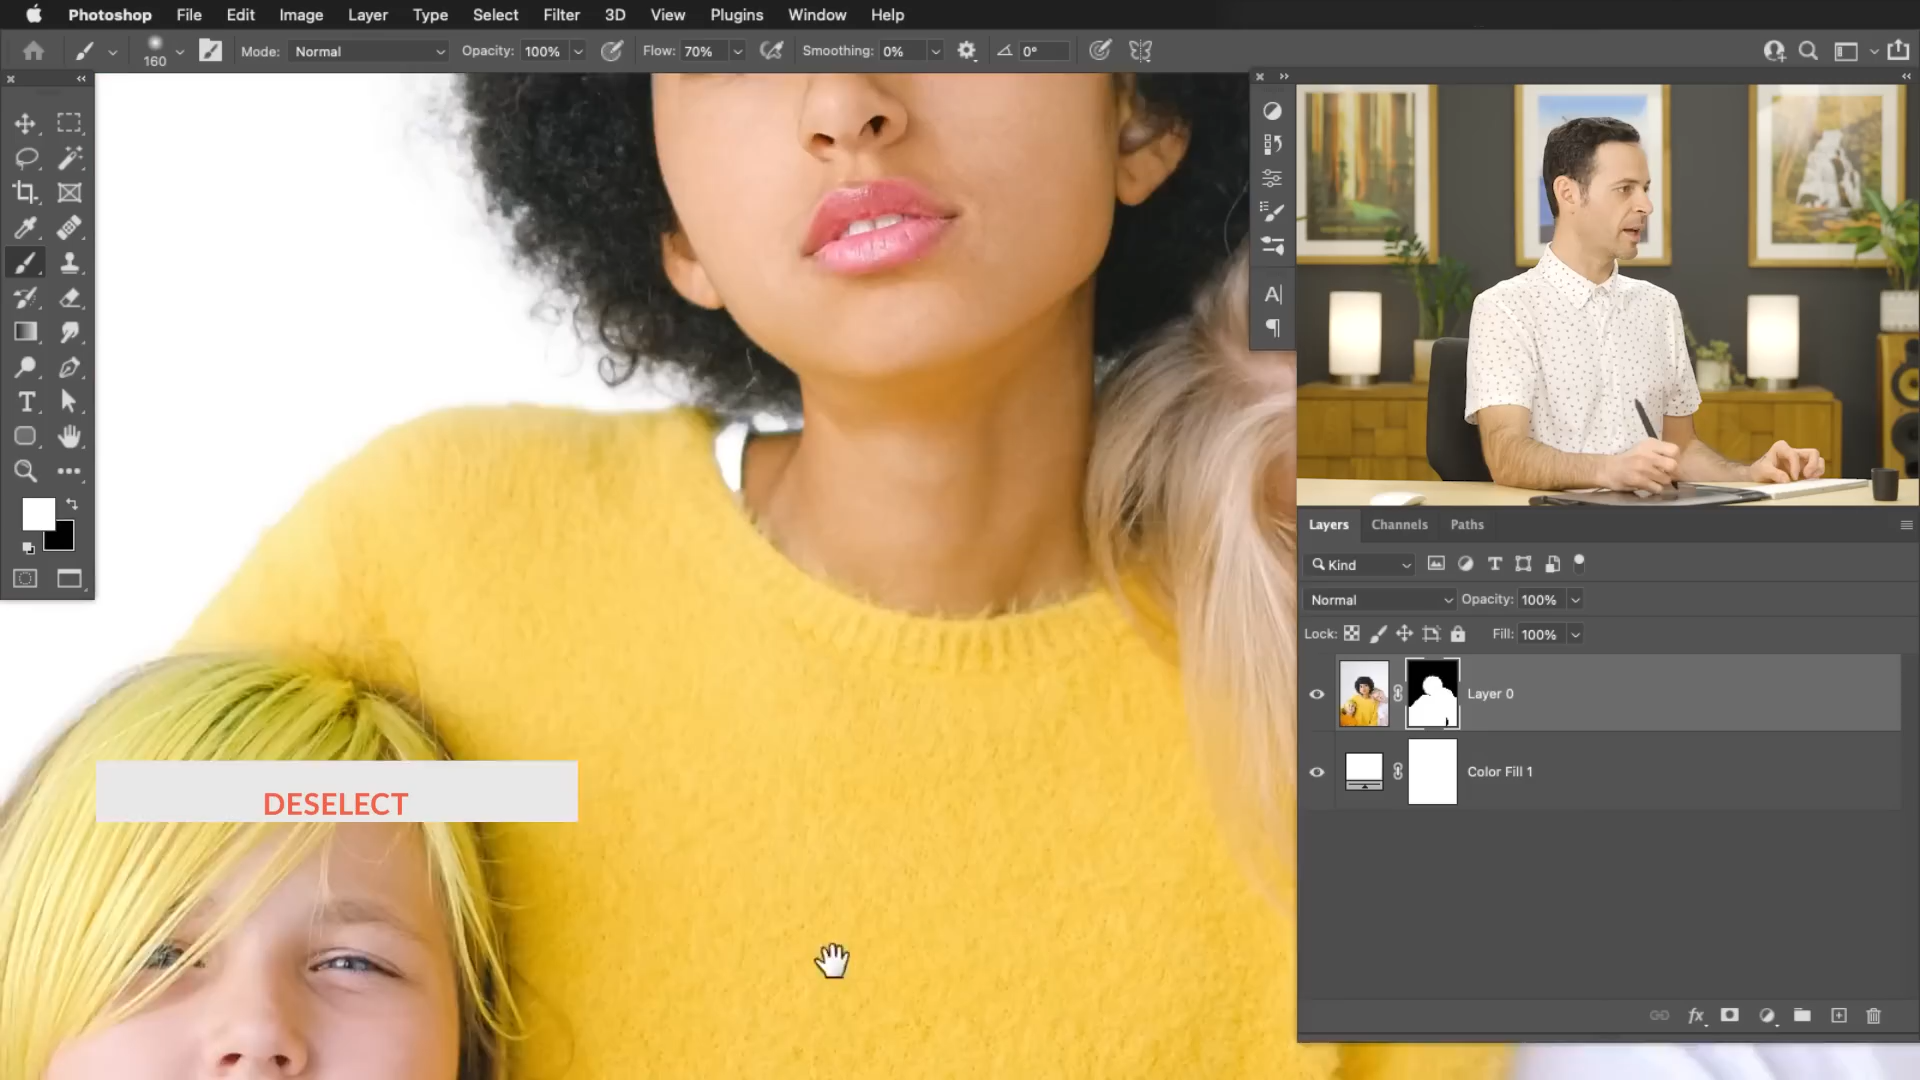 Photoshop File Edit Image Layer Type Select Filter 3D View Plugins Window Help
160 Mode: Normal Opacity: 100% Flow: 70% Smoothing: 0% 0°
Layers Channels Paths
Kind
Normal Opacity: 100%
Lock: Fill: 100%
Layer 0
Color Fill 1
DESELECT